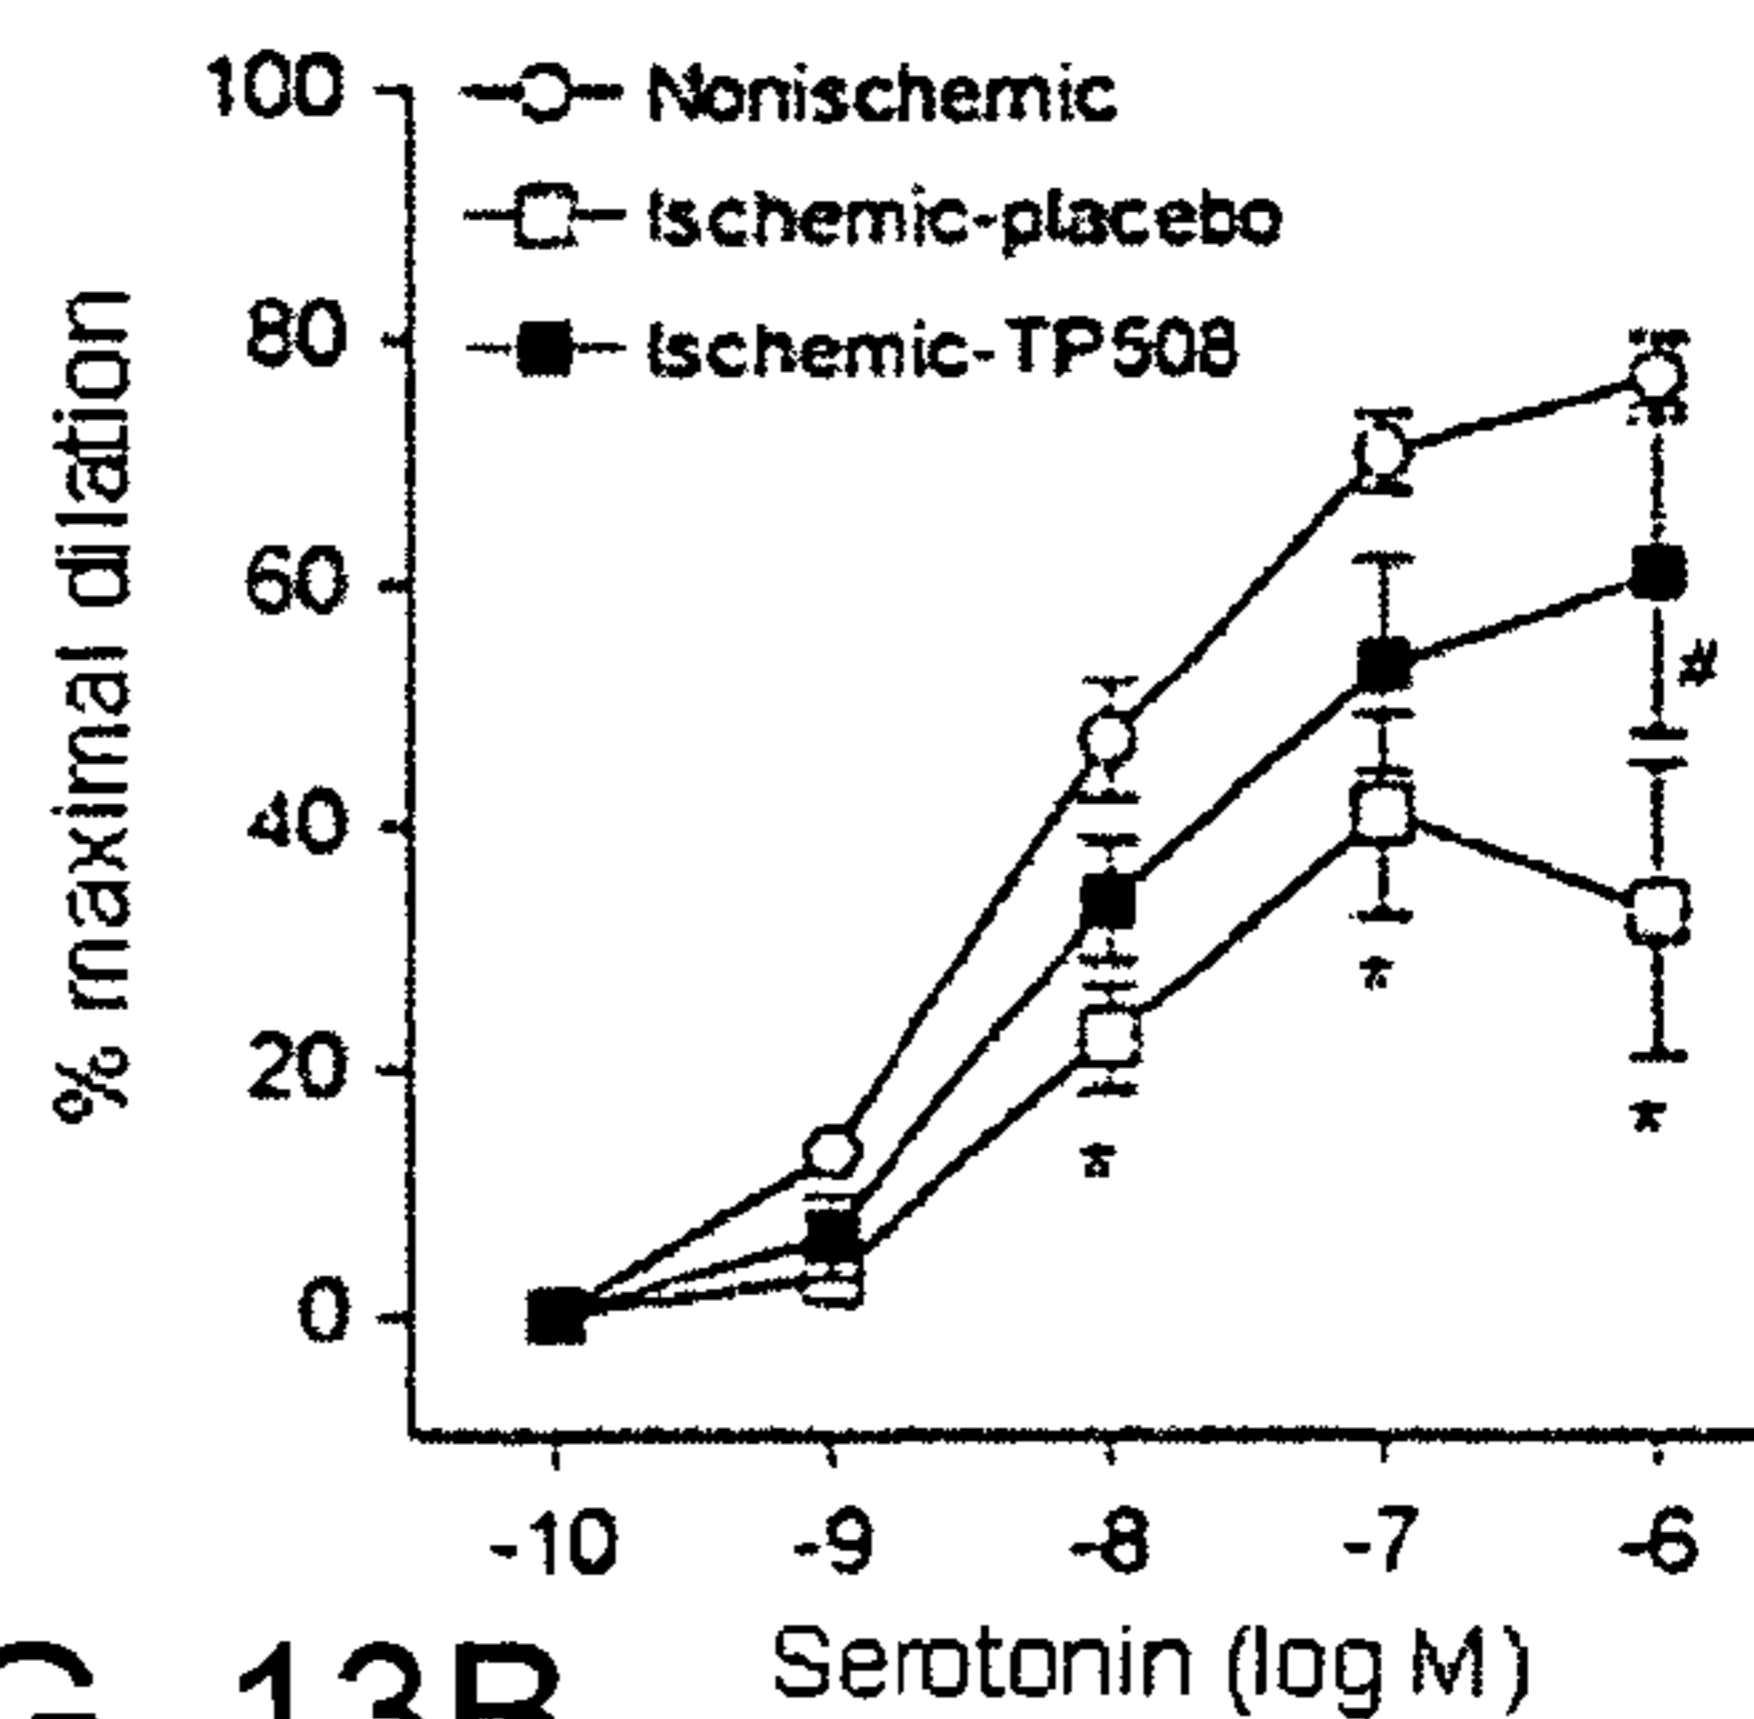 100
Nonischemic
Ischemic-placebo
80
Ischemic-TP508
60
40
20
0
% maximal dilation
#
*
*
*
-10 -9 -8 -7 -6
Serotonin (log M)
G. 13B